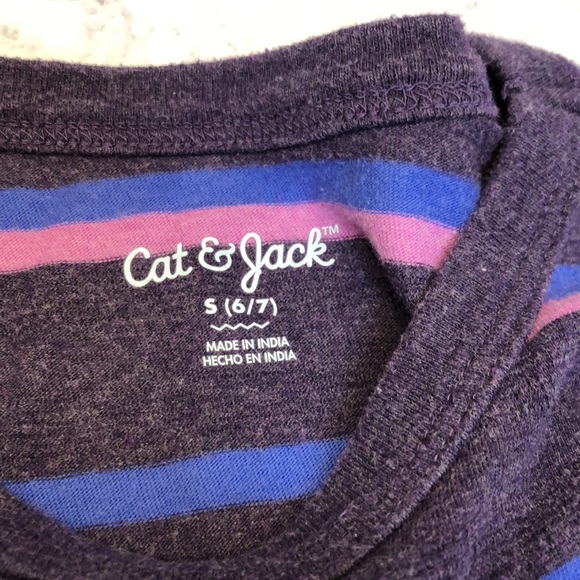 Cat & Jack™
S (6/7)
MADE IN INDIA
HECHO EN INDIA